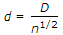 d = D / n^1/2